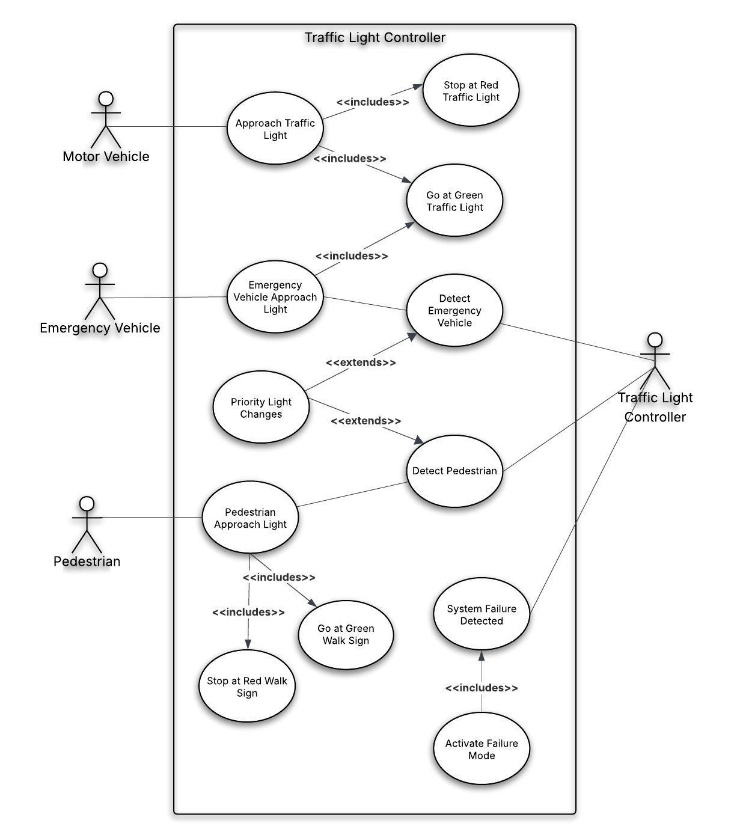 Traffic Light Controller
Stop at Red
Traffic Light
<<includes>>
Approach Traffic
Light
Motor Vehicle
<<includes>>
Go at Green
Traffic Light
<<includes>>
Emergency
Vehicle Approach
Light
Detect
Emergency
Vehicle
Emergency Vehicle
<<extends>>
Priority Light
Changes
Traffic Light
Controller
<<extends>>
Detect Pedestrian
Pedestrian
Approach Light
Pedestrian
<<includes>>
<<includes>>
System Failure
Detected
Go at Green
Walk Sign
Stop at Red Walk
Sign
<<includes>>
Activate Failure
Mode